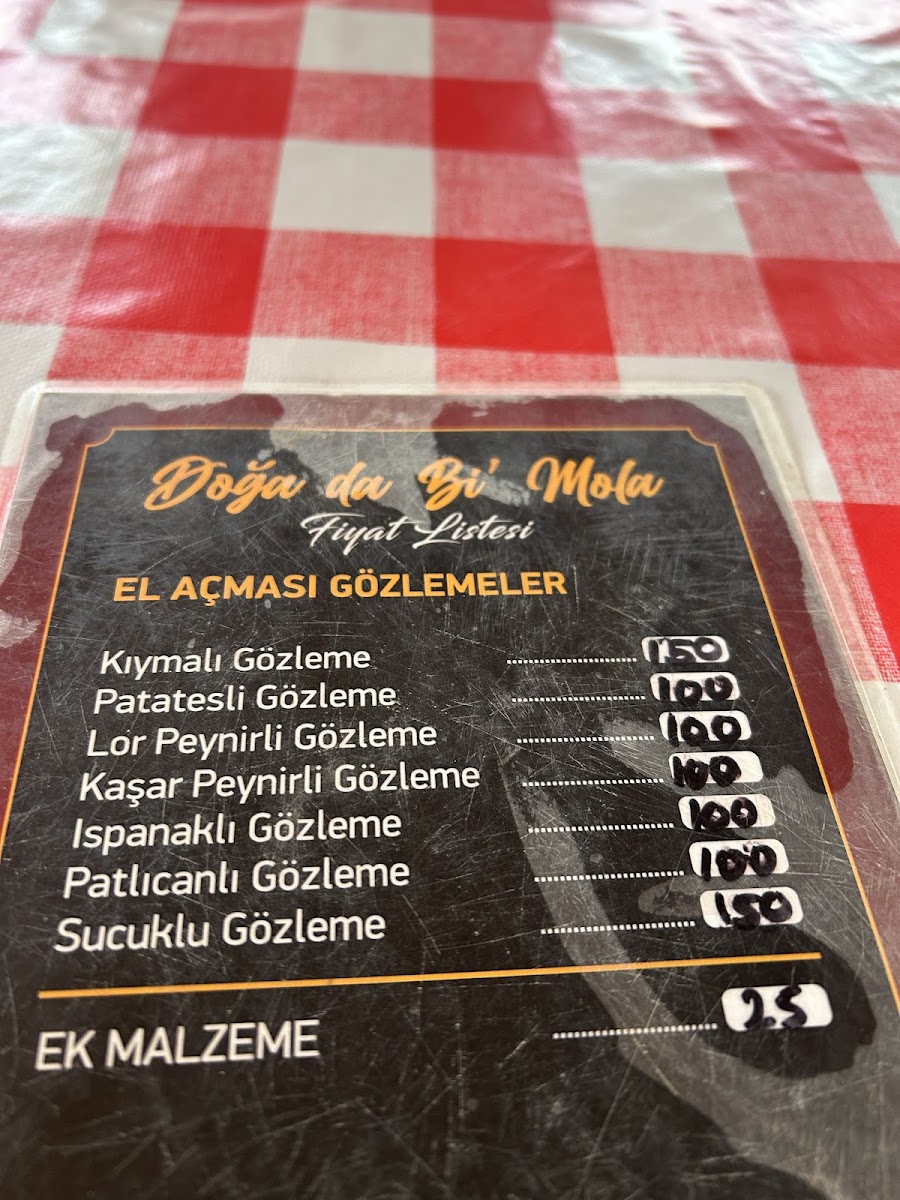 Doğa da Bi' Mola
Fiyat Listesi
EL AÇMASI GÖZLEMELER
Kıymalı Gözleme ............... 150
Patatesli Gözleme ............... 100
Lor Peynirli Gözleme ............... 100
Kaşar Peynirli Gözleme ............... 100
Ispanaklı Gözleme ............... 100
Patlıcanlı Gözleme ............... 100
Sucuklu Gözleme ............... 150
EK MALZEME ............... 25